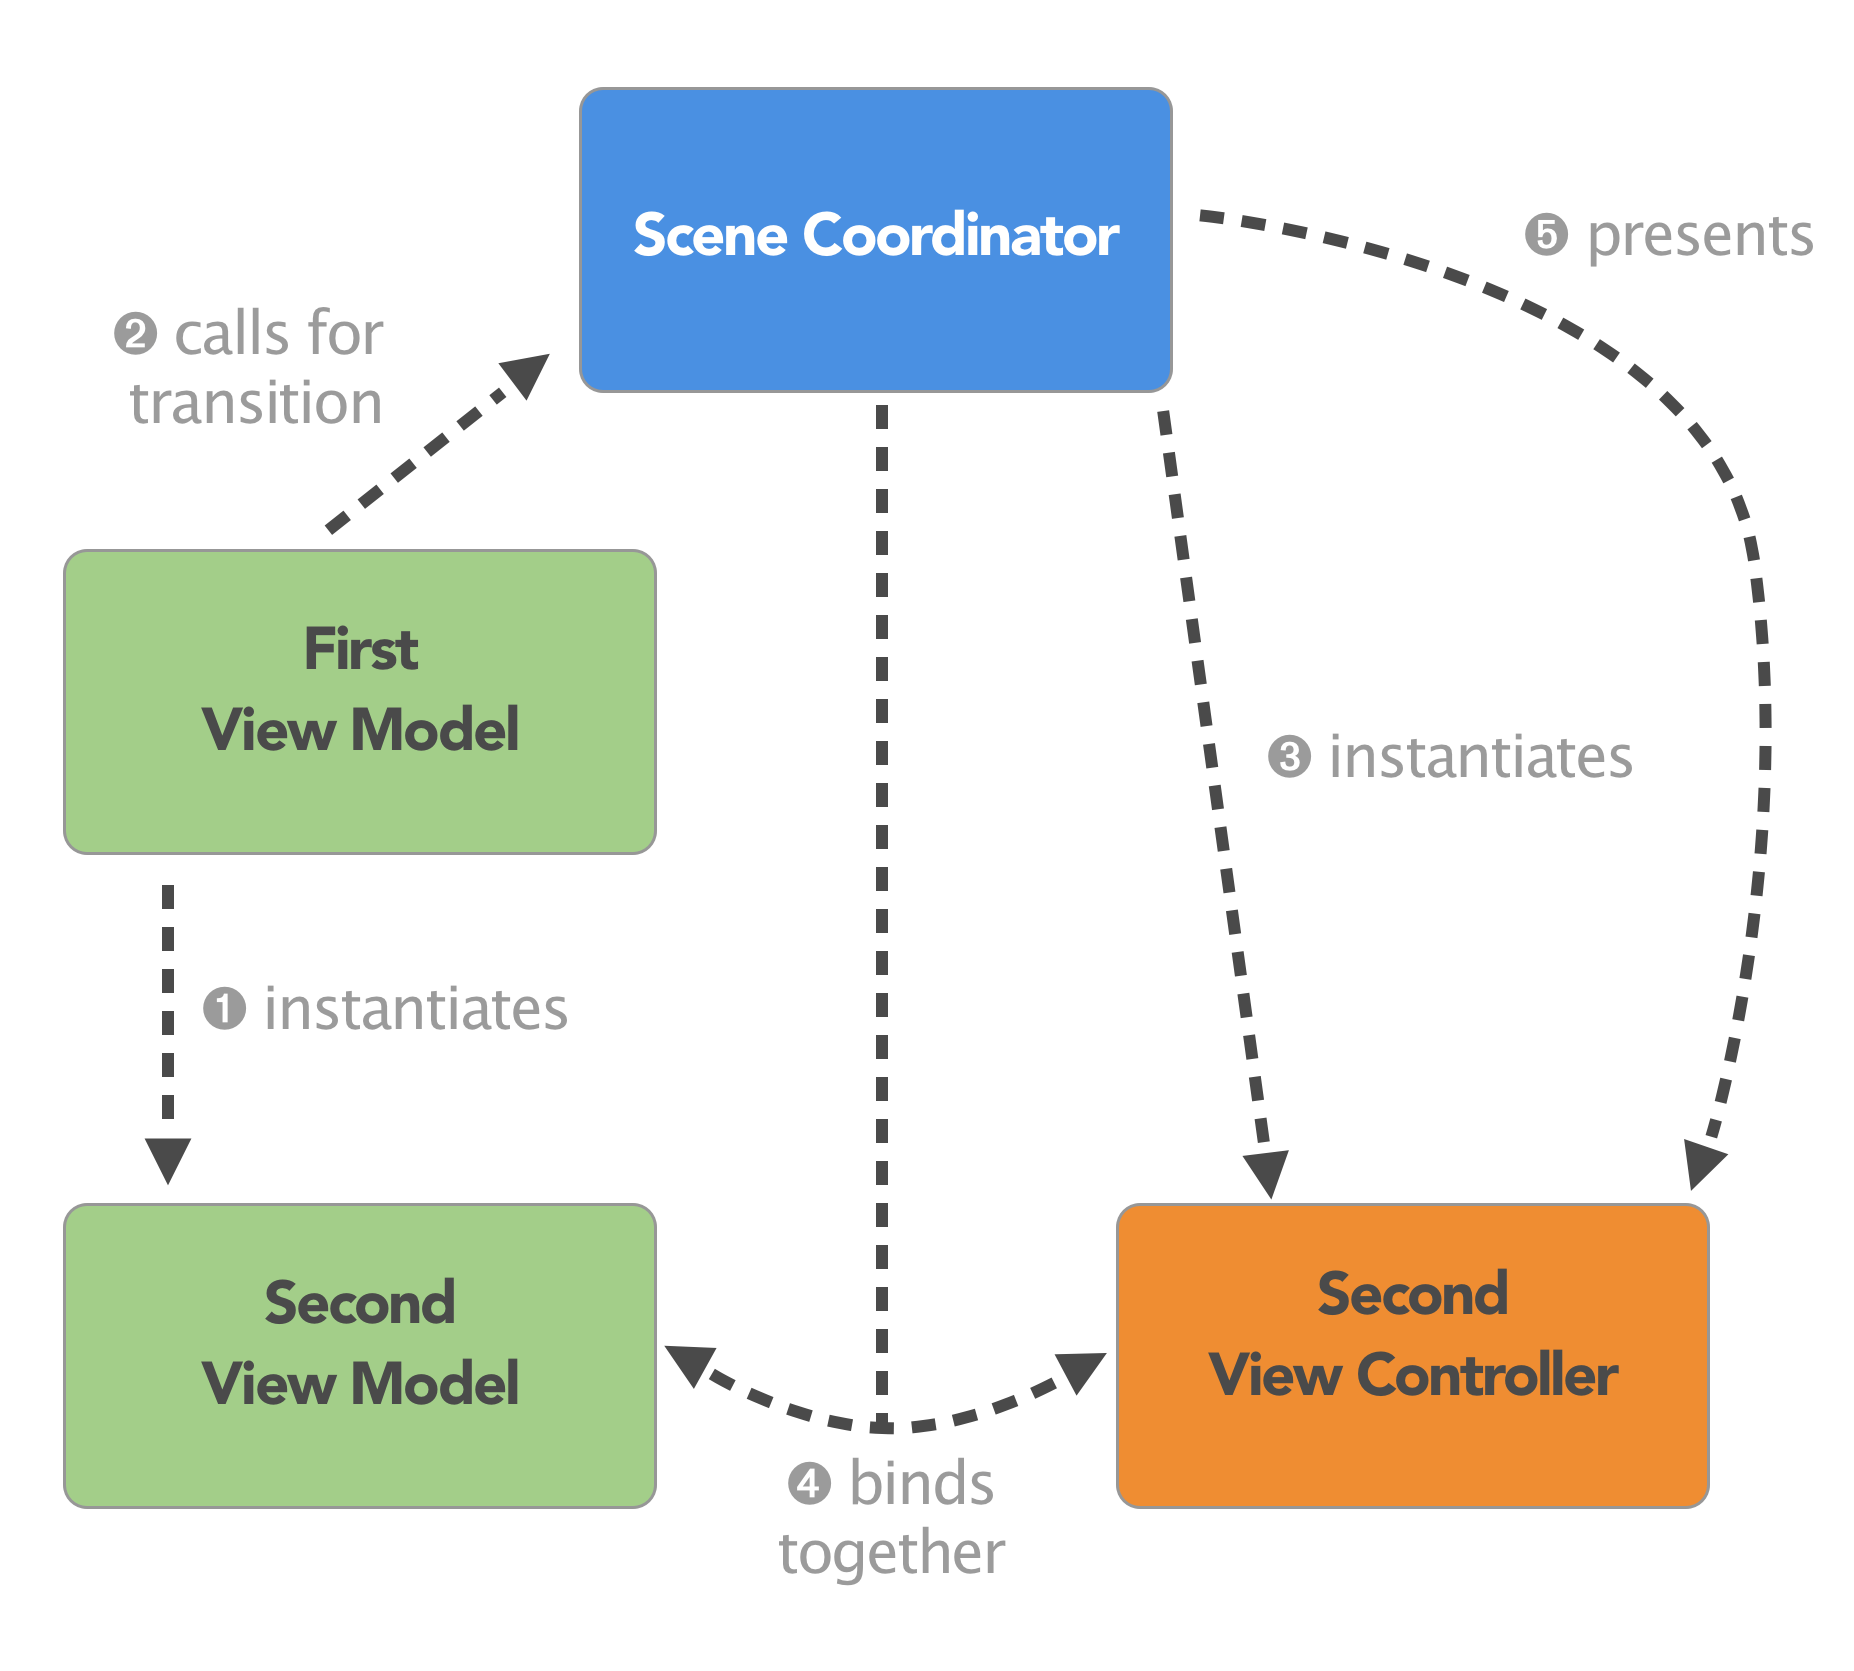 Scene Coordinator
❺ presents
❷ calls for
transition
First
View Model
❸ instantiates
❶ instantiates
Second
View Model
Second
View Controller
❹ binds
together